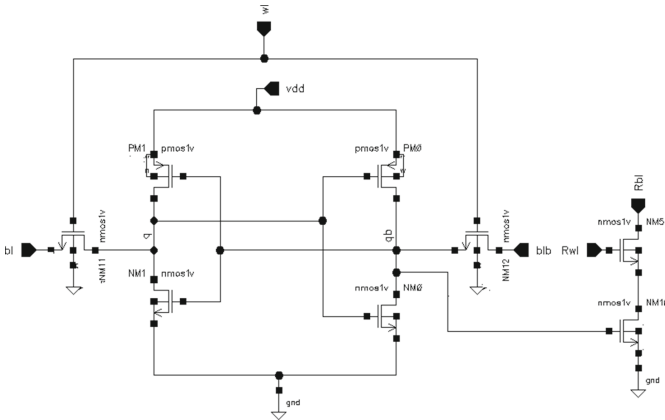 wl
vdd
PM1
pmos1v
pmos1v
PM0
Rbl
nmos1v
NM5
bl
nmos1v
q
qb
nmos1v
blb
Rwl
NM11
NM1
nmos1v
NM12
nmos1v
NM0
nmos1v
gnd
gnd